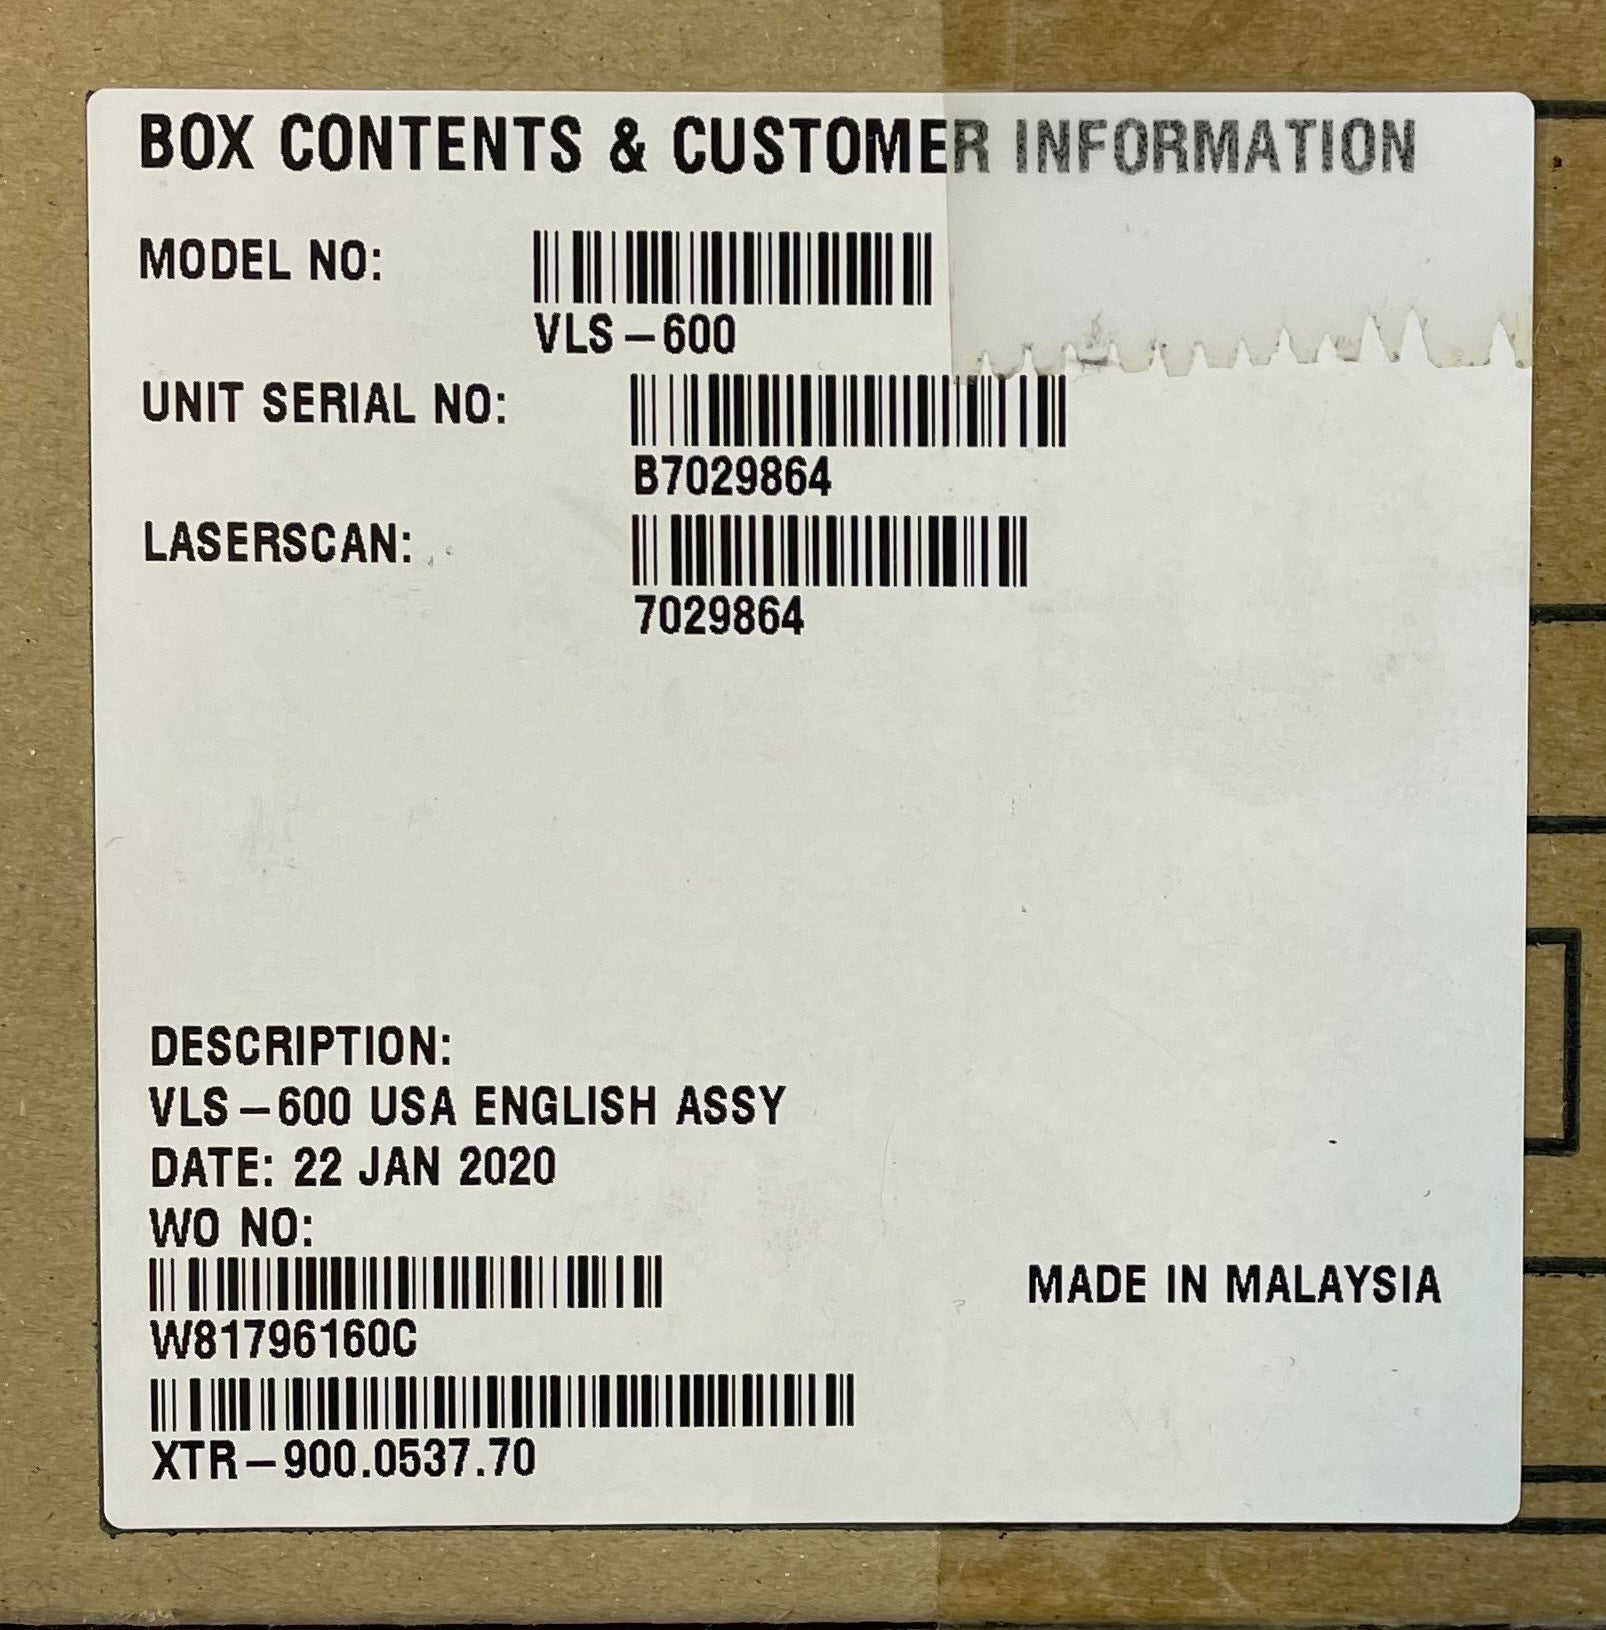 BOX CONTENTS & CUSTOMER INFORMATION
MODEL NO:
VLS-600
UNIT SERIAL NO:
B7029864
LASERSCAN:
7029864
DESCRIPTION:
VLS-600 USA ENGLISH ASSY
DATE: 22 JAN 2020
WO NO:
W81796160C
MADE IN MALAYSIA
XTR-900.0537.70